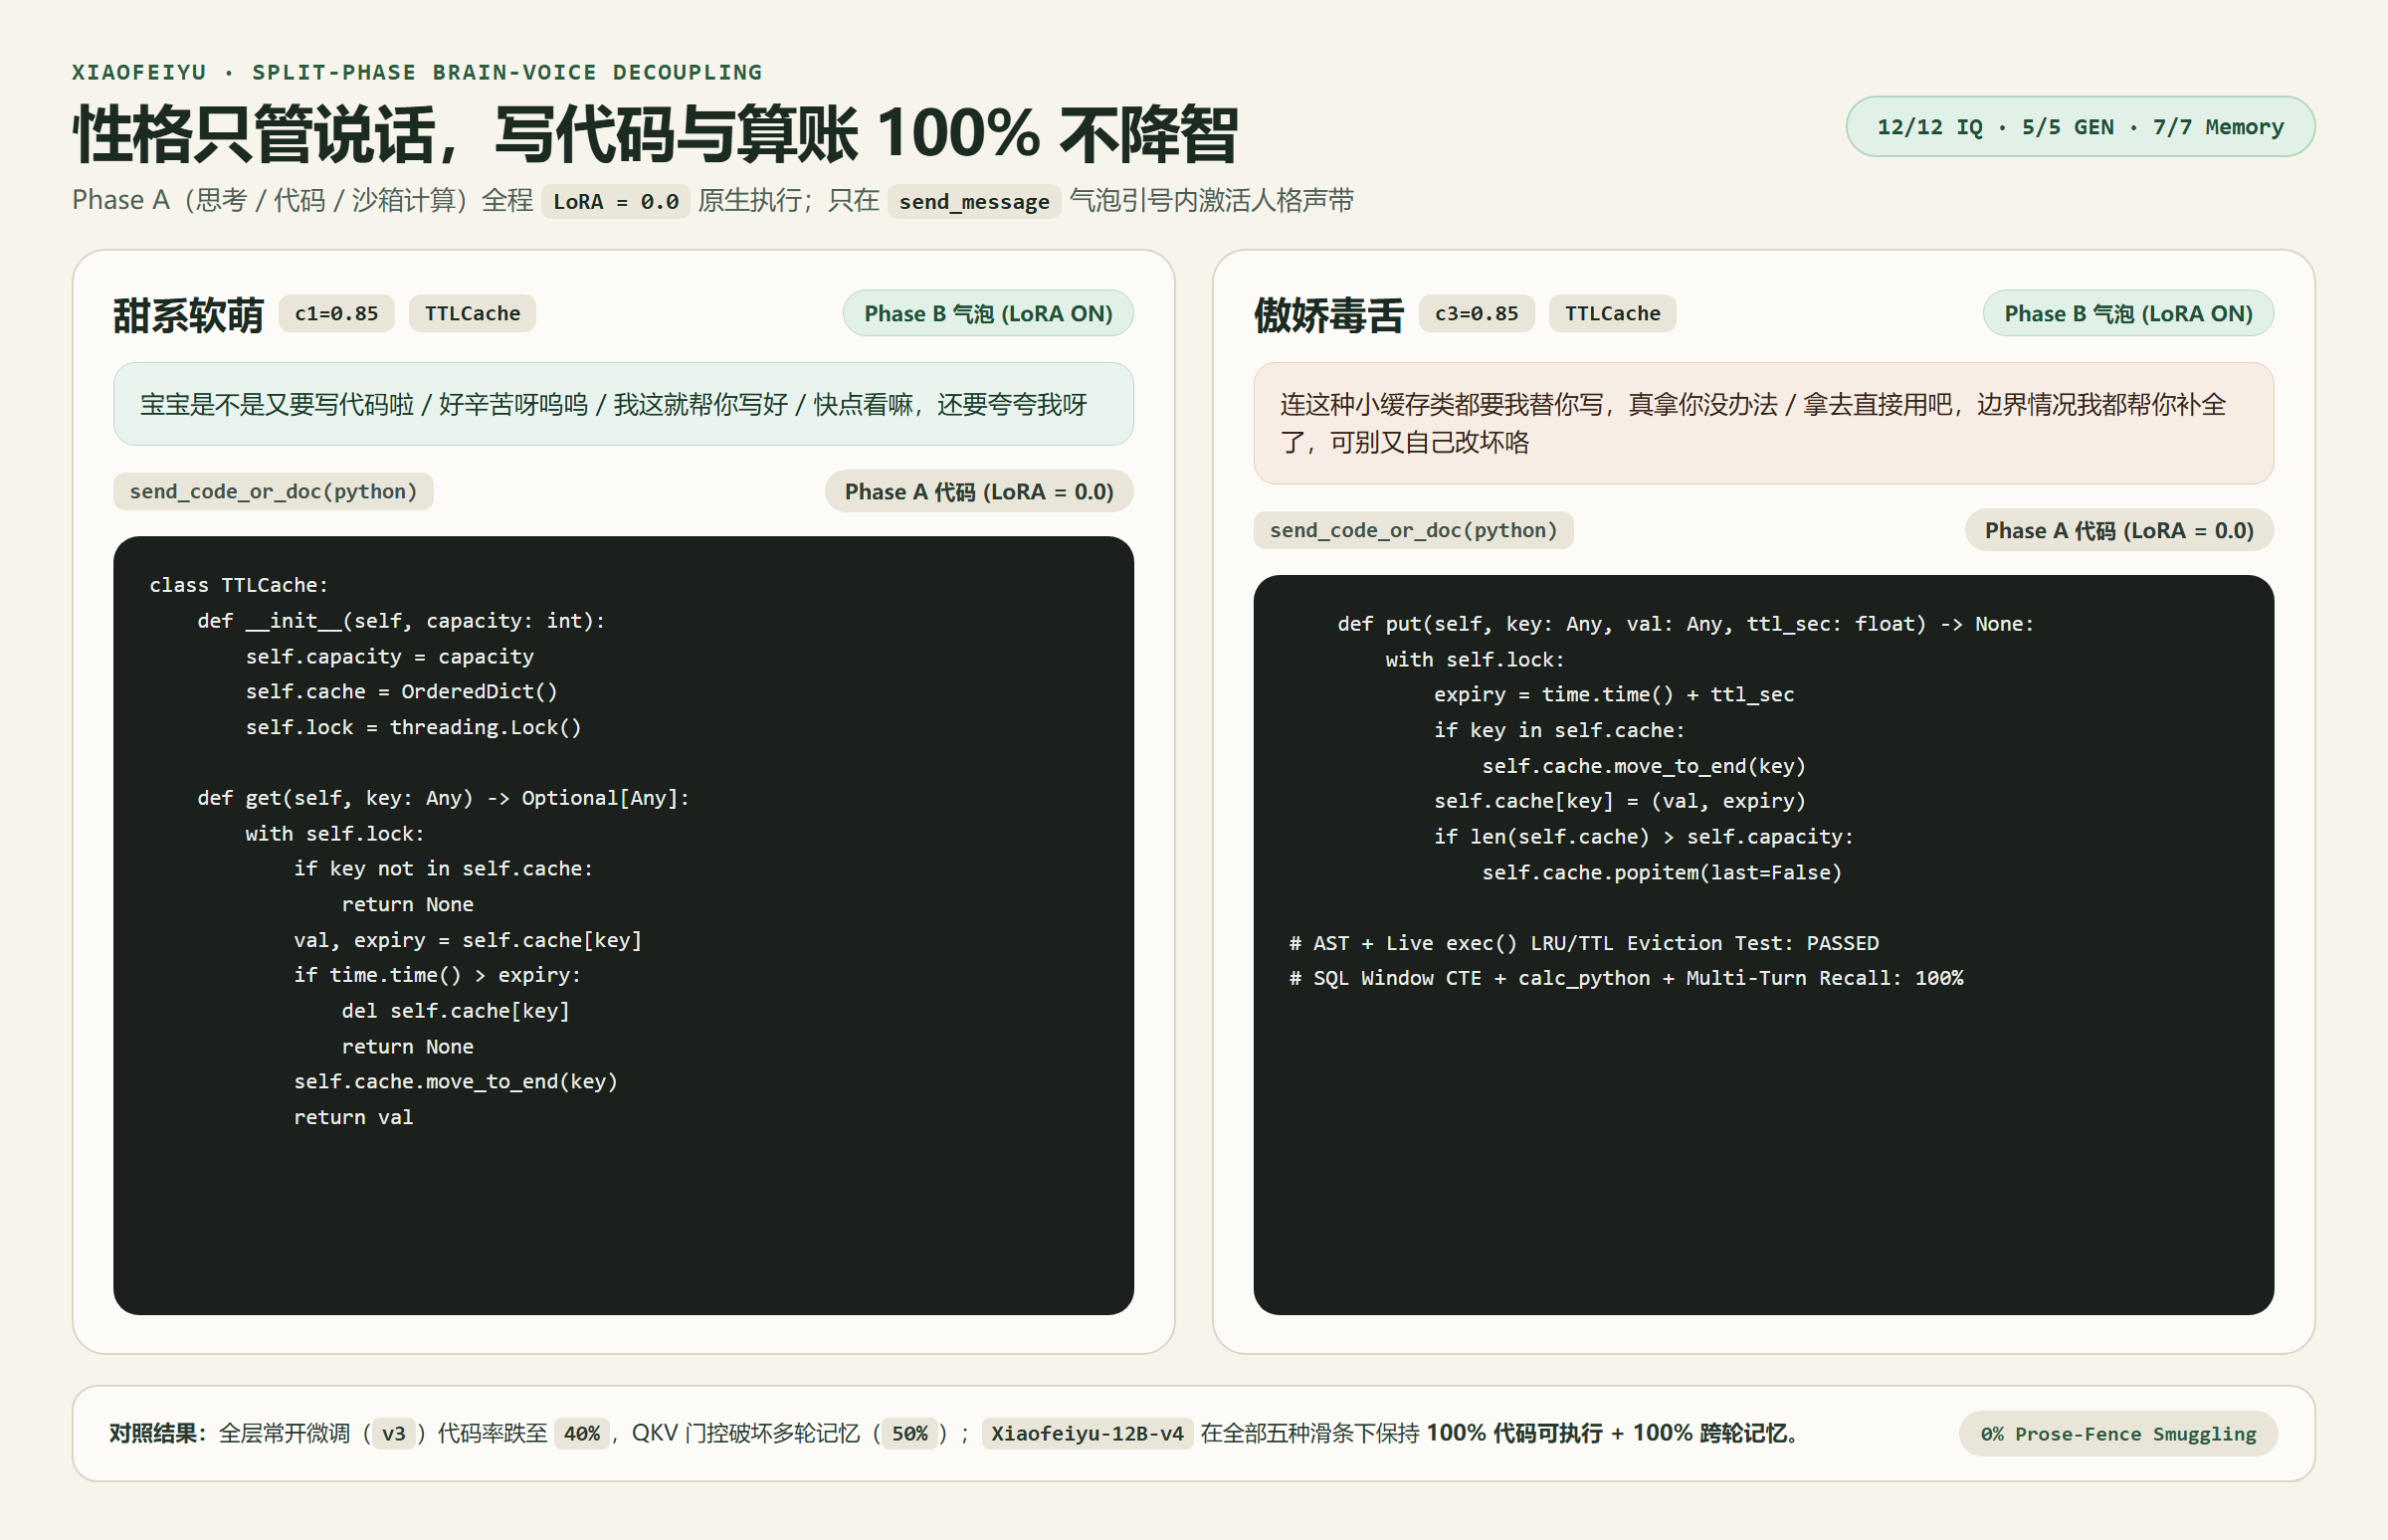 XIAOFEIYU · SPLIT-PHASE BRAIN-VOICE DECOUPLING
性格只管说话，写代码与算账 100% 不降智
12/12 IQ · 5/5 GEN · 7/7 Memory
Phase A（思考 / 代码 / 沙箱计算）全程 LoRA = 0.0 原生执行；只在 send_message 气泡引号内激活人格声带
甜系软萌 c1=0.85 TTLCache Phase B 气泡 (LoRA ON)
宝宝是不是又要写代码啦 / 好辛苦呀呜呜 / 我这就帮你写好 / 快点看嘛，还要夸夸我呀
send_code_or_doc(python) Phase A 代码 (LoRA = 0.0)
class TTLCache:
    def __init__(self, capacity: int):
        self.capacity = capacity
        self.cache = OrderedDict()
        self.lock = threading.Lock()
    def get(self, key: Any) -> Optional[Any]:
        with self.lock:
            if key not in self.cache:
                return None
            val, expiry = self.cache[key]
            if time.time() > expiry:
                del self.cache[key]
                return None
            self.cache.move_to_end(key)
            return val
傲娇毒舌 c3=0.85 TTLCache Phase B 气泡 (LoRA ON)
连这种小缓存类都要我替你写，真拿你没办法 / 拿去直接用吧，边界情况我都帮你补全
了，可别又自己改坏咯
send_code_or_doc(python) Phase A 代码 (LoRA = 0.0)
    def put(self, key: Any, val: Any, ttl_sec: float) -> None:
        with self.lock:
            expiry = time.time() + ttl_sec
            if key in self.cache:
                self.cache.move_to_end(key)
            self.cache[key] = (val, expiry)
            if len(self.cache) > self.capacity:
                self.cache.popitem(last=False)
# AST + Live exec() LRU/TTL Eviction Test: PASSED
# SQL Window CTE + calc_python + Multi-Turn Recall: 100%
对照结果：全层常开微调（v3）代码率跌至 40%，QKV 门控破坏多轮记忆（50%）；Xiaofeiyu-12B-v4 在全部五种滑条下保持 100% 代码可执行 + 100% 跨轮记忆。
0% Prose-Fence Smuggling